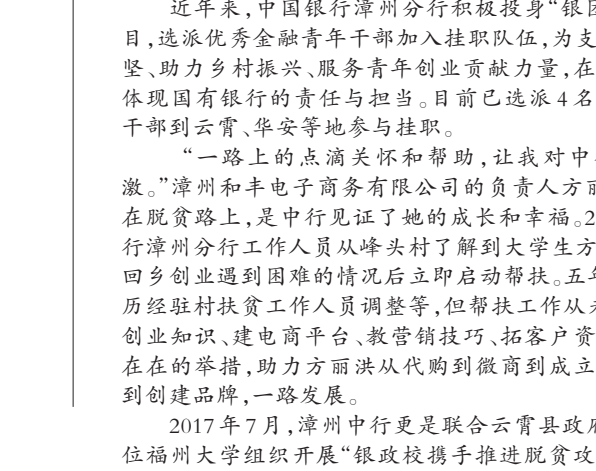 近年来，中国银行漳州分行积极投身“银团
目，选派优秀金融青年干部加入挂职队伍，为支
坚、助力乡村振兴、服务青年创业贡献力量，在
体现国有银行的责任与担当。目前已选派4名
干部到云霄、华安等地参与挂职。
“一路上的点滴关怀和帮助，让我对中
激。”漳州和丰电子商务有限公司的负责人方丽
在脱贫路上，是中行见证了她的成长和幸福。2
行漳州分行工作人员从峰头村了解到大学生方
回乡创业遇到困难的情况后立即启动帮扶。五年
历经驻村扶贫工作人员调整等，但帮扶工作从未
创业知识、建电商平台、教营销技巧、拓客户资
在在的举措，助力方丽洪从代购到微商到成立
到创建品牌，一路发展。
2017年7月，漳州中行更是联合云霄县政府
位福州大学组织开展“银政校携手推进脱贫攻